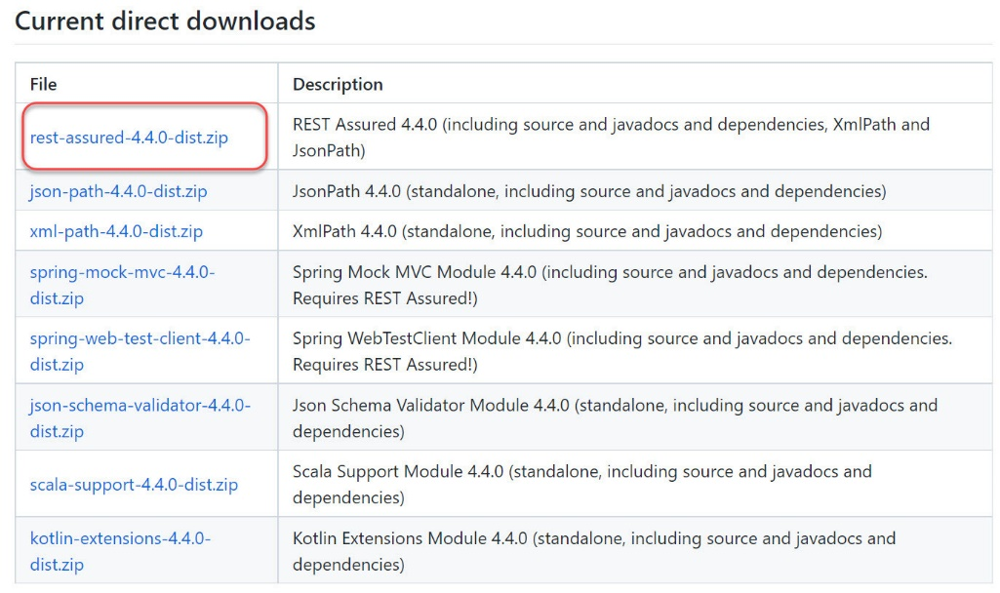 Current direct downloads
File
Description
rest-assured-4.4.0-dist.zip
REST Assured 4.4.0 (including source and javadocs and dependencies, XmlPath and
JsonPath)
json-path-4.4.0-dist.zip
JsonPath 4.4.0 (standalone, including source and javadocs and dependencies)
xml-path-4.4.0-dist.zip
XmlPath 4.4.0 (standalone, including source and javadocs and dependencies)
spring-mock-mvc-4.4.0-
dist.zip
Spring Mock MVC Module 4.4.0 (including source and javadocs and dependencies.
Requires REST Assured!)
spring-web-test-client-4.4.0-
dist.zip
Spring WebTestClient Module 4.4.0 (including source and javadocs and dependencies.
Requires REST Assured!)
json-schema-validator-4.4.0-
dist.zip
Json Schema Validator Module 4.4.0 (standalone, including source and javadocs and
dependencies)
scala-support-4.4.0-dist.zip
Scala Support Module 4.4.0 (standalone, including source and javadocs and
dependencies)
kotlin-extensions-4.4.0-
dist.zip
Kotlin Extensions Module 4.4.0 (standalone, including source and javadocs and
dependencies)